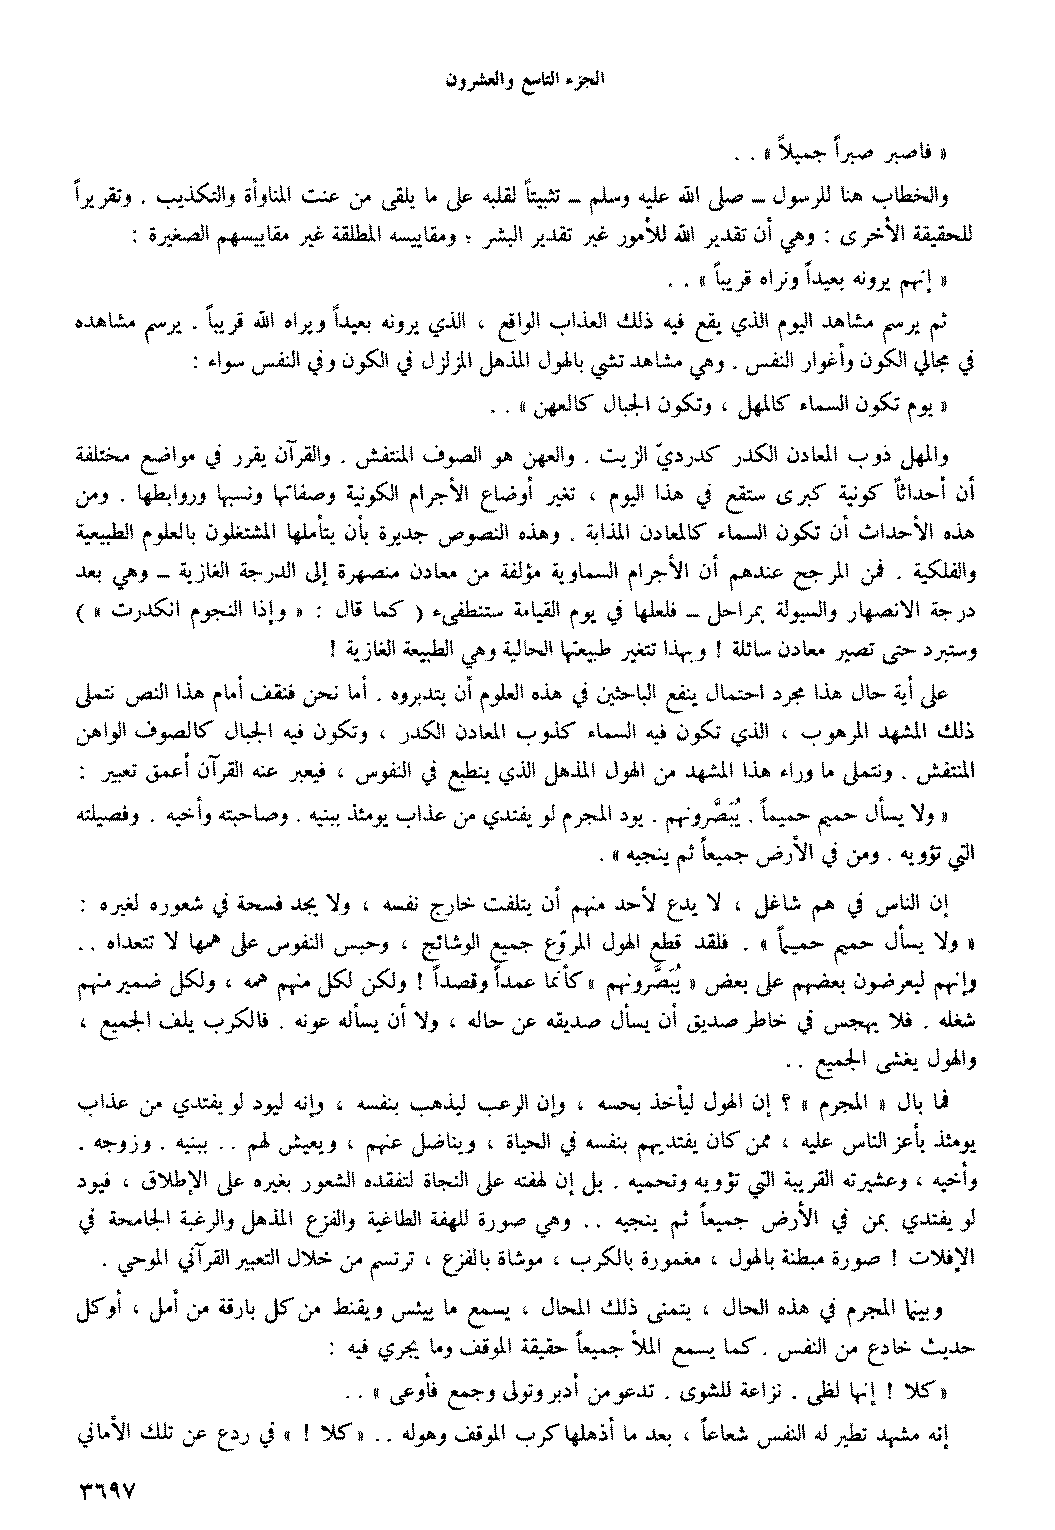 الجزء التاسع والعشرون
« فاصبر صبراً جميلاً » . .
والخطاب هنا للرسول ــ صلى الله عليه وسلم ــ تثبيتاً لقلبه على ما يلقى من عنت المناوأة والتكذيب . وتقريراً
للحقيقة الأخرى : وهي أن تقدير الله للأمور غير تقدير البشر ؛ ومقاييسه المطلقة غير مقاييسهم الصغيرة :
« إنهم يرونه بعيداً ونراه قريباً » . .
ثم يرسم مشاهد اليوم الذي يقع فيه ذلك العذاب الواقع ، الذي يرونه بعيداً ويراه الله قريباً . يرسم مشاهده
في مجالي الكون وأغوار النفس . وهي مشاهد تشي بالهول المذهل المزلزل في الكون وفي النفس سواء :
« يوم تكون السماء كالمهل ، وتكون الجبال كالعهن » . .
والمهل ذوب المعادن الكدر كدرديّ الزيت . والعهن هو الصوف المنتفش . والقرآن يقرر في مواضع مختلفة
أن أحداثاً كونية كبرى ستقع في هذا اليوم ، تغير أوضاع الأجرام الكونية وصفاتها ونسبها وروابطها . ومن
هذه الأحداث أن تكون السماء كالمعادن المذابة . وهذه النصوص جديرة بأن يتأملها المشتغلون بالعلوم الطبيعية
والفلكية . فمن المرجح عندهم أن الأجرام السماوية مؤلفة من معادن منصهرة إلى الدرجة الغازية ــ وهي بعد
درجة الانصهار والسيولة بمراحل ــ فلعلها في يوم القيامة ستنطفىء ( كما قال : « وإذا النجوم انكدرت » )
وستبرد حتى تصير معادن سائلة ! وبهذا تتغير طبيعتها الحالية وهي الطبيعة الغازية !
على أية حال هذا مجرد احتمال ينفع الباحثين في هذه العلوم أن يتدبروه . أما نحن فنقف أمام هذا النص نتملى
ذلك المشهد المرهوب ، الذي تكون فيه السماء كذوب المعادن الكدر ، وتكون فيه الجبال كالصوف الواهن
المنتفش . ونتملى ما وراء هذا المشهد من الهول المذهل الذي ينطبع في النفوس ، فيعبر عنه القرآن أعمق تعبير :
« ولا يسأل حميم حميماً . يُبَصَّرونهم . يود المجرم لو يفتدي من عذاب يومئذ ببنيه . وصاحبته وأخيه . وفصيلته
التي تؤويه . ومن في الأرض جميعاً ثم ينجيه » .
إن الناس في هم شاغل ، لا يدع لأحد منهم أن يتلفت خارج نفسه ، ولا يجد فسحة في شعوره لغيره :
« ولا يسأل حميم حميماً » . فلقد قطع الهول المروّع جميع الوشائج ، وحبس النفوس على همها لا تتعداه . .
وإنهم ليعرضون بعضهم على بعض « يُبَصَّرونهم » كأنما عمداً وقصداً ! ولكن لكل منهم همه ، ولكل ضمير منهم
شغله . فلا يهجس في خاطر صديق أن يسأل صديقه عن حاله ، ولا أن يسأله عونه . فالكرب يلف الجميع ،
والهول يغشى الجميع . .
فما بال « المجرم » ؟ إن الهول ليأخذ بحسه ، وإن الرعب ليذهب بنفسه ، وإنه ليود لو يفتدي من عذاب
يومئذ بأعز الناس عليه ، ممن كان يفتديهم بنفسه في الحياة ، ويناضل عنهم ، ويعيش لهم . . ببنيه . وزوجه .
وأخيه ، وعشيرته القريبة التي تؤويه وتحميه . بل إن لهفته على النجاة لتفقده الشعور بغيره على الإطلاق ، فيود
لو يفتدي بمن في الأرض جميعاً ثم ينجيه . . وهي صورة للهفة الطاغية والفزع المذهل والرغبة الجامحة في
الإفلات ! صورة مبطنة بالهول ، مغمورة بالكرب ، موشاة بالفزع ، ترتسم من خلال التعبير القرآني الموحي .
وبينما المجرم في هذه الحال ، يتمنى ذلك المحال ، يسمع ما ييئس ويقنط من كل بارقة من أمل ، أو كل
حديث خادع من النفس . كما يسمع الملأ جميعاً حقيقة الموقف وما يجري فيه :
« كلا ! إنها لظى . نزاعة للشوى . تدعو من أدبر وتولى وجمع فأوعى » . .
إنه مشهد تطير له النفس شعاعاً ، بعد ما أذهلها كرب الموقف وهوله . . « كلا ! » في ردع عن تلك الأماني
٣٦٩٧